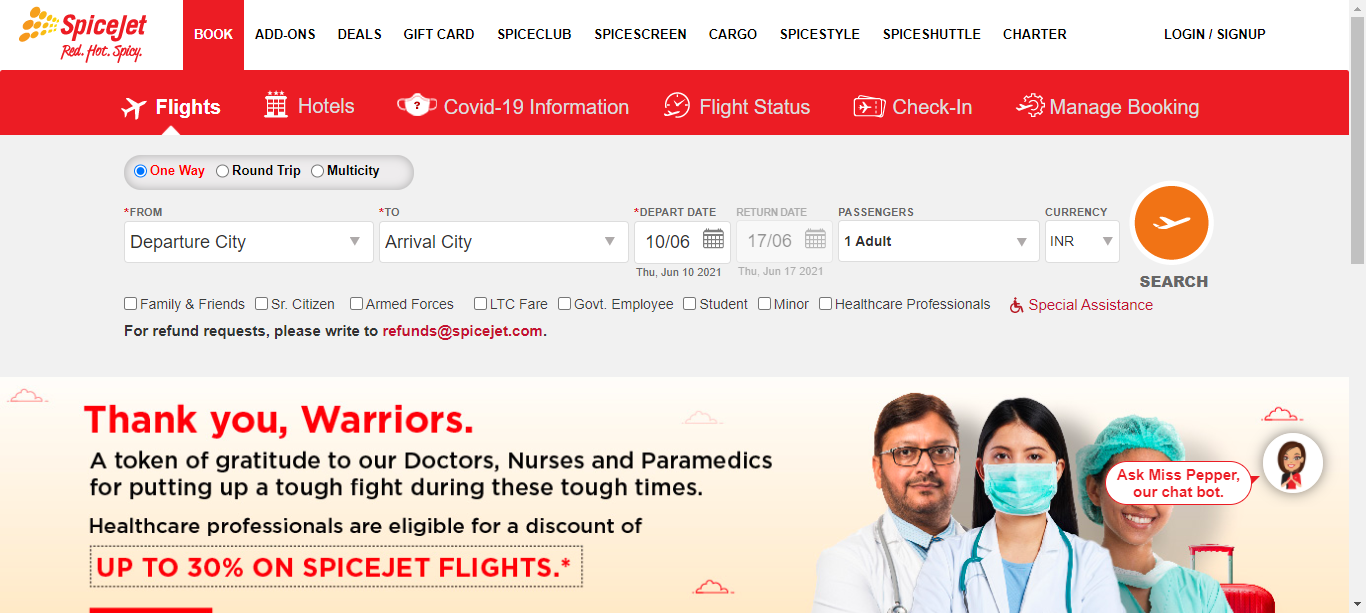 SpiceJet
Red. Hot. Spicy.
BOOK ADD-ONS DEALS GIFT CARD SPICECLUB SPICESCREEN CARGO SPICESTYLE SPICESHUTTLE CHARTER LOGIN / SIGNUP
Flights Hotels ? Covid-19 Information Flight Status Check-In Manage Booking
One Way Round Trip Multicity
*FROM *TO *DEPART DATE RETURN DATE PASSENGERS CURRENCY
Departure City Arrival City 10/06 17/06 1 Adult INR
Thu, Jun 10 2021 Thu, Jun 17 2021
SEARCH
Family & Friends Sr. Citizen Armed Forces LTC Fare Govt. Employee Student Minor Healthcare Professionals Special Assistance
For refund requests, please write to refunds@spicejet.com.
Thank you, Warriors.
A token of gratitude to our Doctors, Nurses and Paramedics
for putting up a tough fight during these tough times.
Healthcare professionals are eligible for a discount of
UP TO 30% ON SPICEJET FLIGHTS.*
Ask Miss Pepper,
our chat bot.